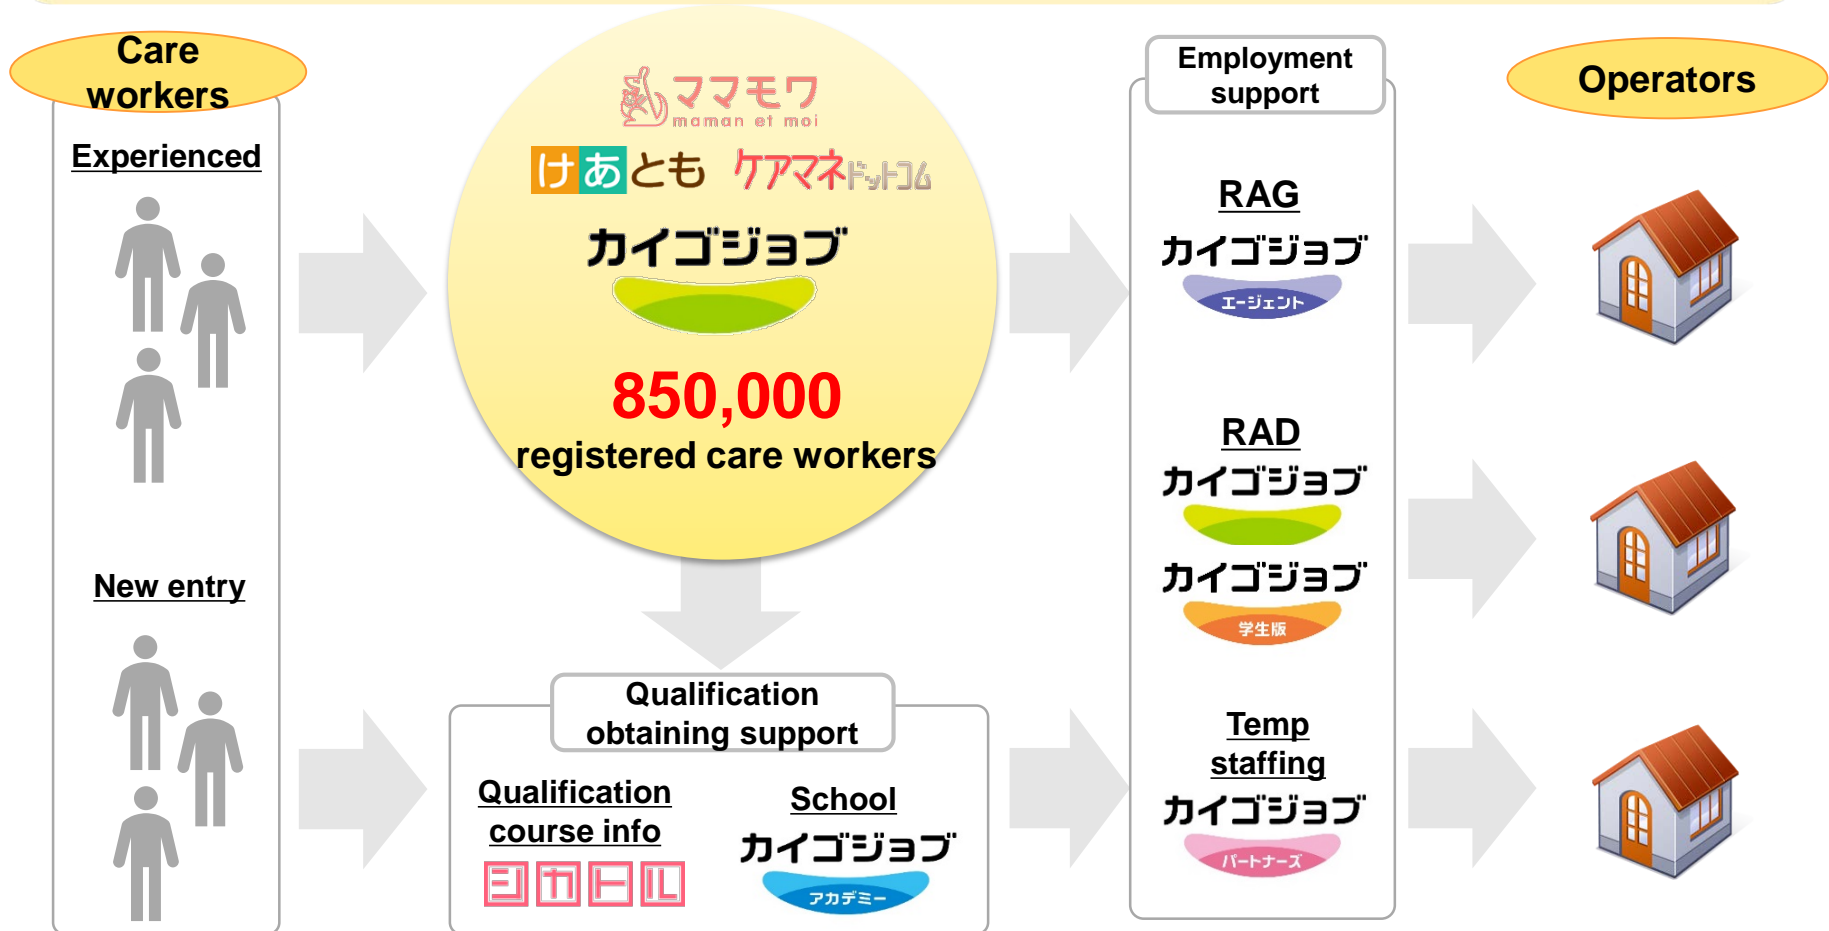 Care
workers
Experienced
New entry
ママモワ
maman et moi
けあとも
ケアマネドットコム
カイゴジョブ
850,000
registered care workers
Qualification
obtaining support
Qualification
course info
シカトル
School
カイゴジョブ
アカデミー
Employment
support
RAG
カイゴジョブ
エージェント
RAD
カイゴジョブ
カイゴジョブ
学生版
Temp
staffing
カイゴジョブ
パートナーズ
Operators